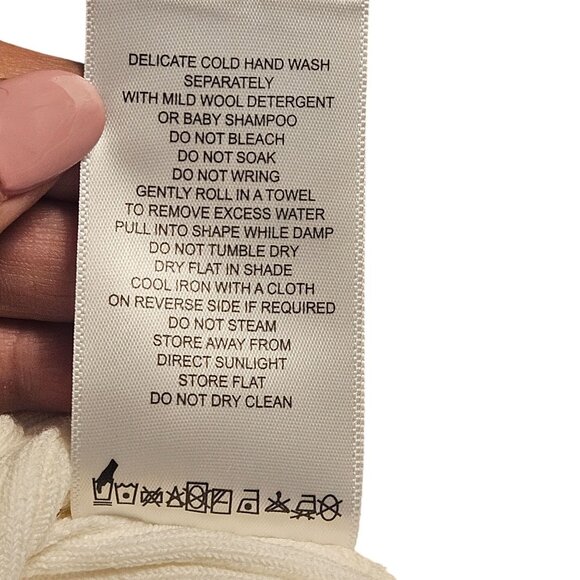 DELICATE COLD HAND WASH
SEPARATELY
WITH MILD WOOL DETERGENT
OR BABY SHAMPOO
DO NOT BLEACH
DO NOT SOAK
DO NOT WRING
GENTLY ROLL IN A TOWEL
TO REMOVE EXCESS WATER
PULL INTO SHAPE WHILE DAMP
DO NOT TUMBLE DRY
DRY FLAT IN SHADE
COOL IRON WITH A CLOTH
ON REVERSE SIDE IF REQUIRED
DO NOT STEAM
STORE AWAY FROM
DIRECT SUNLIGHT
STORE FLAT
DO NOT DRY CLEAN